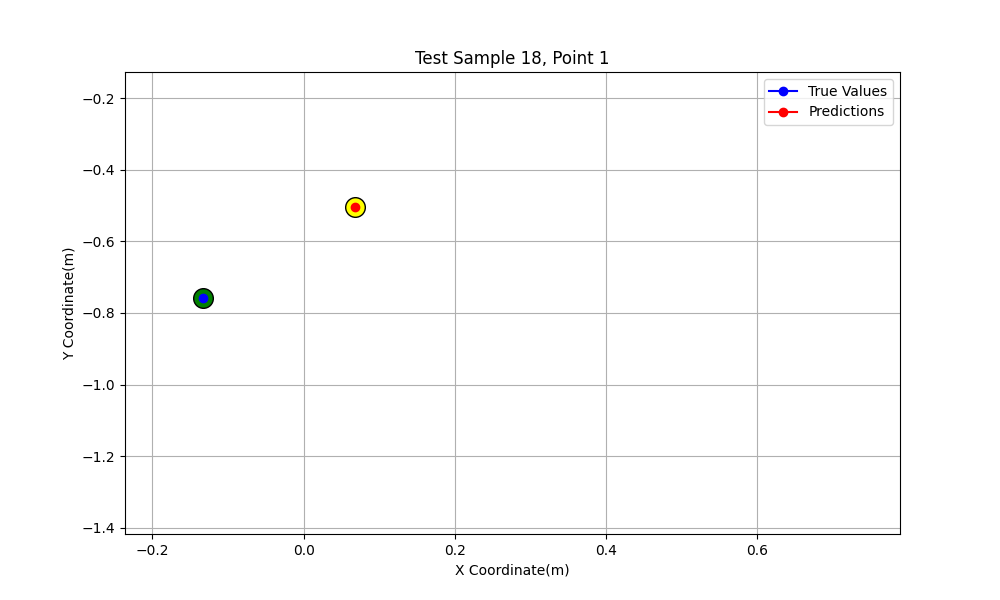 Test Sample 18, Point 1
True Values
Predictions
−0.2
−0.4
−0.6
−0.8
−1.0
−1.2
−1.4
Y Coordinate(m)
−0.2
0.0
0.2
0.4
0.6
X Coordinate(m)